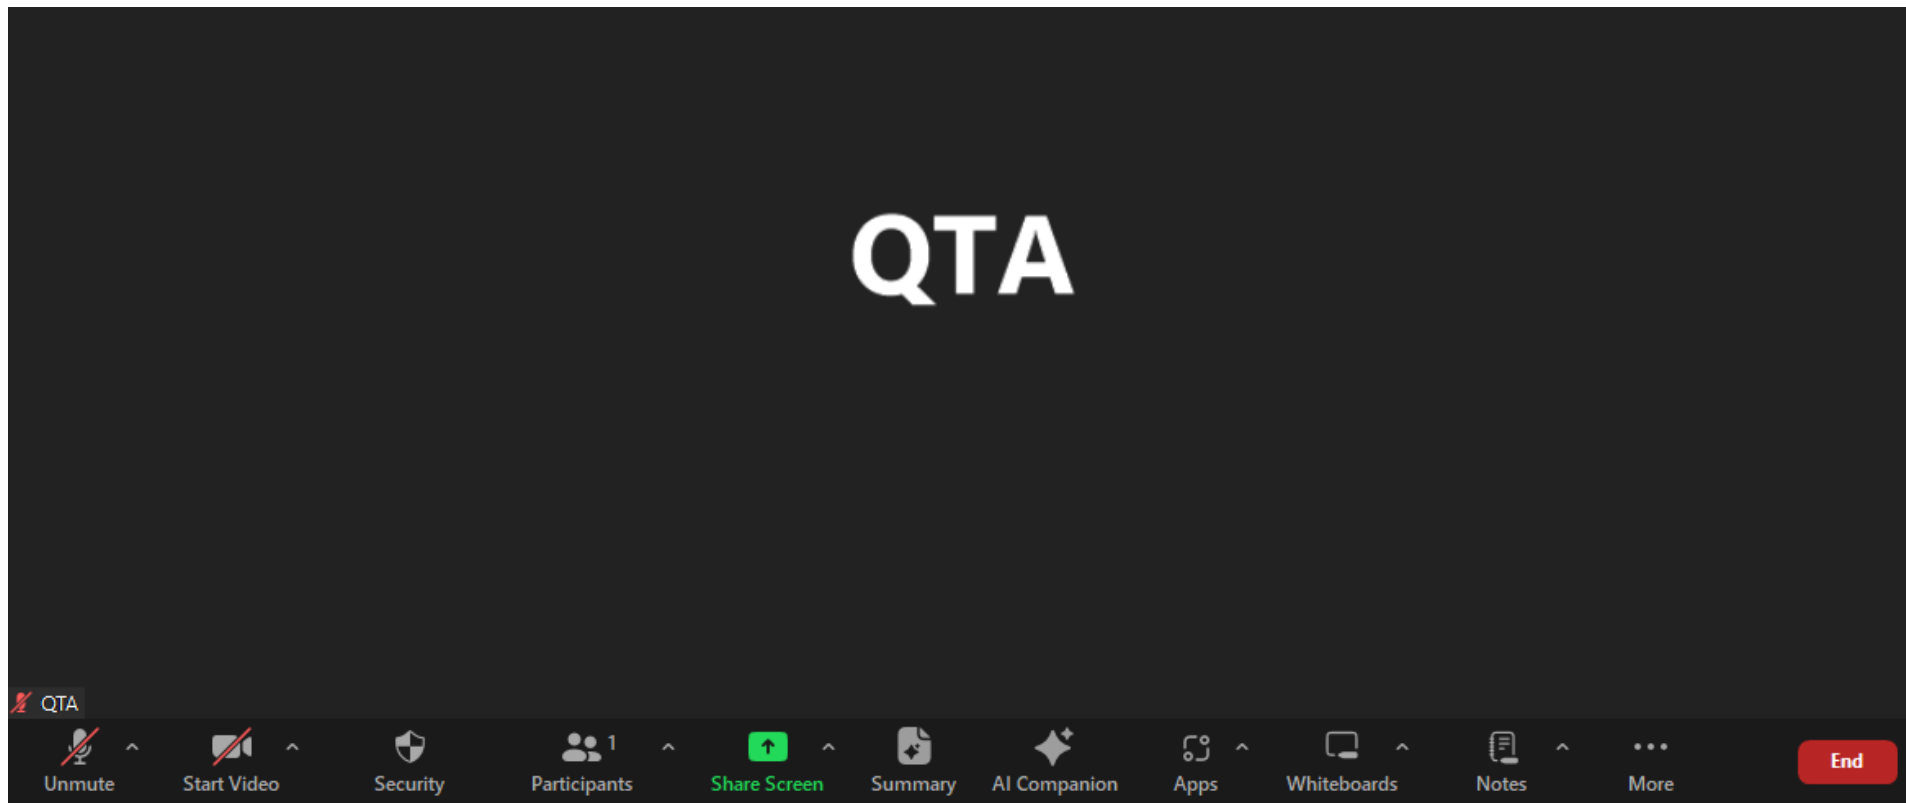 QTA
QTA
1
Unmute Start Video Security Participants Share Screen Summary AI Companion Apps Whiteboards Notes More End